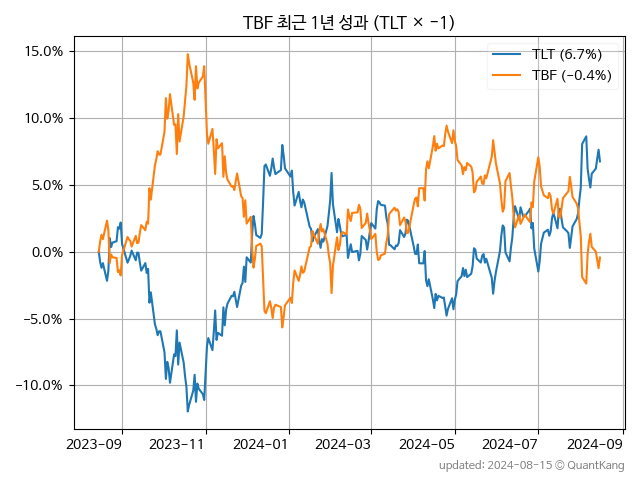 TBF 최근 1년 성과 (TLT × −1)
TLT (6.7%)
TBF (−0.4%)
15.0%
10.0%
5.0%
0.0%
−5.0%
−10.0%
2023-09 2023-11 2024-01 2024-03 2024-05 2024-07 2024-09
updated: 2024-08-15 © QuantKang